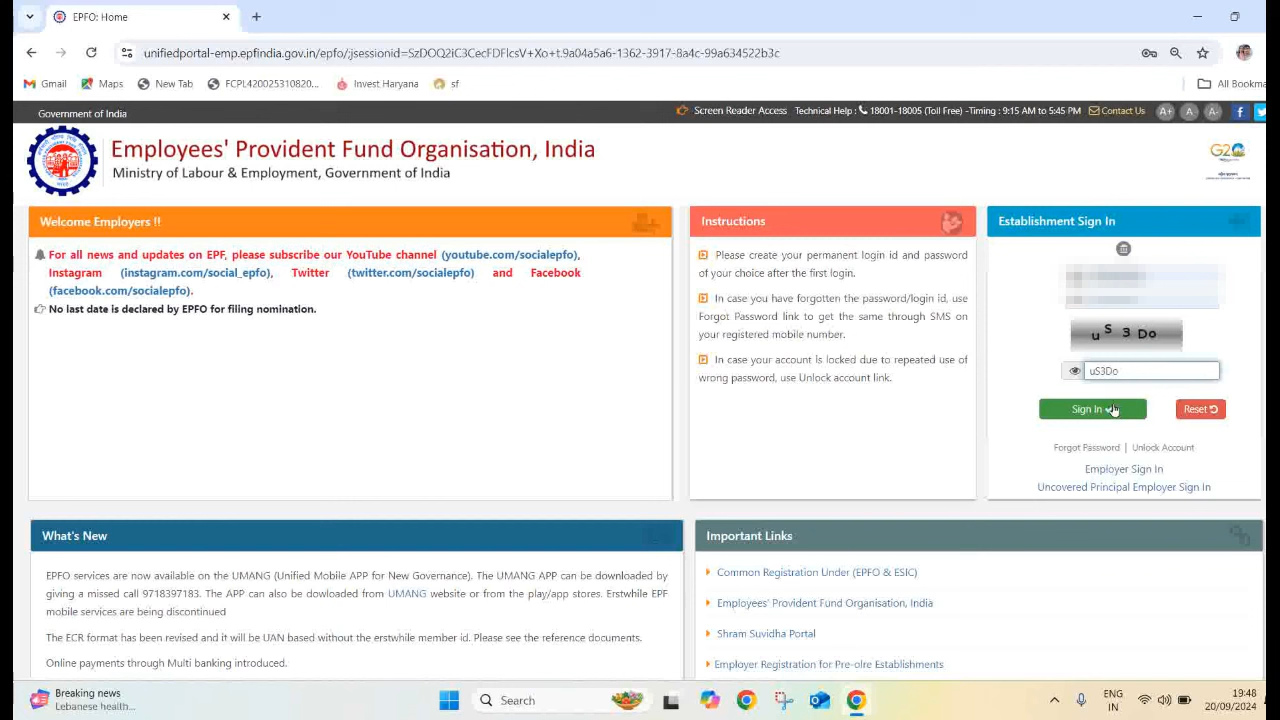 EPFO: Home
unifiedportal-emp.epfindia.gov.in/epfo/;jsessionid=SzDOQ2iC3CecFDFIcsV+Xo+t.9a04a5a6-1362-3917-8a4c-99a634522b3c
Gmail Maps New Tab FCPL420025310820... Invest Haryana sf All Bookma
Government of India Screen Reader Access Technical Help : 18001-18005 (Toll Free) -Timing : 9:15 AM to 5:45 PM Contact Us A+ A- A-
Employees' Provident Fund Organisation, India
Ministry of Labour & Employment, Government of India
G20
Welcome Employers !!
For all news and updates on EPF, please subscribe our YouTube channel (youtube.com/socialepfo),
Instagram (instagram.com/social_epfo), Twitter (twitter.com/socialepfo) and Facebook
(facebook.com/socialepfo).
No last date is declared by EPFO for filing nomination.
Instructions
Please create your permanent login id and password
of your choice after the first login.
In case you have forgotten the password/login id, use
Forgot Password link to get the same through SMS on
your registered mobile number.
In case your account is locked due to repeated use of
wrong password, use Unlock account link.
Establishment Sign In
uS3Do
uS3Do
Sign In Reset
Forgot Password | Unlock Account
Employer Sign In
Uncovered Principal Employer Sign In
What's New
EPFO services are now available on the UMANG (Unified Mobile APP for New Governance). The UMANG APP can be downloaded by
giving a missed call 9718397183. The APP can also be dowloaded from UMANG website or from the play/app stores. Erstwhile EPF
mobile services are being discontinued
The ECR format has been revised and it will be UAN based without the erstwhile member id. Please see the reference documents.
Online payments through Multi banking introduced.
Important Links
Common Registration Under (EPFO & ESIC)
Employees' Provident Fund Organisation, India
Shram Suvidha Portal
Employer Registration for Pre-olre Establishments
Breaking news
Lebanese health...
Search
ENG
IN
19:48
20/09/2024